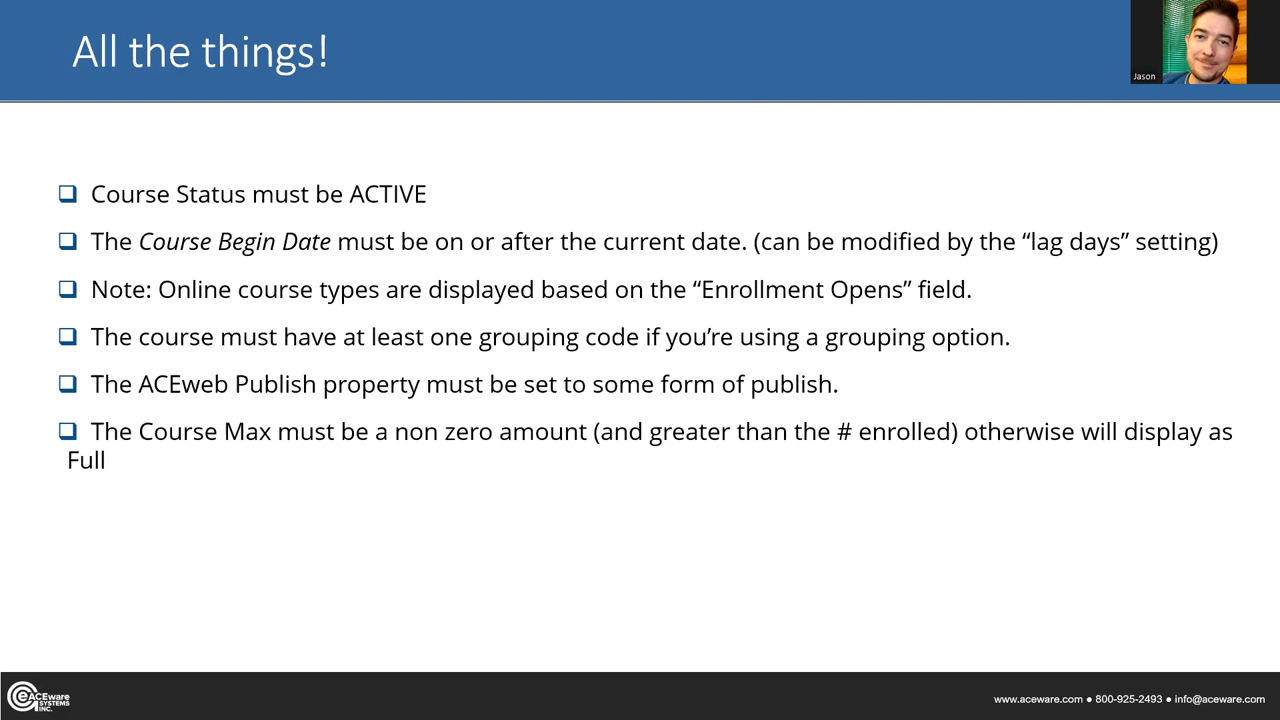 All the things!
Jason
Course Status must be ACTIVE
The Course Begin Date must be on or after the current date. (can be modified by the “lag days” setting)
Note: Online course types are displayed based on the “Enrollment Opens” field.
The course must have at least one grouping code if you’re using a grouping option.
The ACEweb Publish property must be set to some form of publish.
The Course Max must be a non zero amount (and greater than the # enrolled) otherwise will display as
Full
ACEware
SYSTEMS
INC.
www.aceware.com ● 800-925-2493 ● info@aceware.com